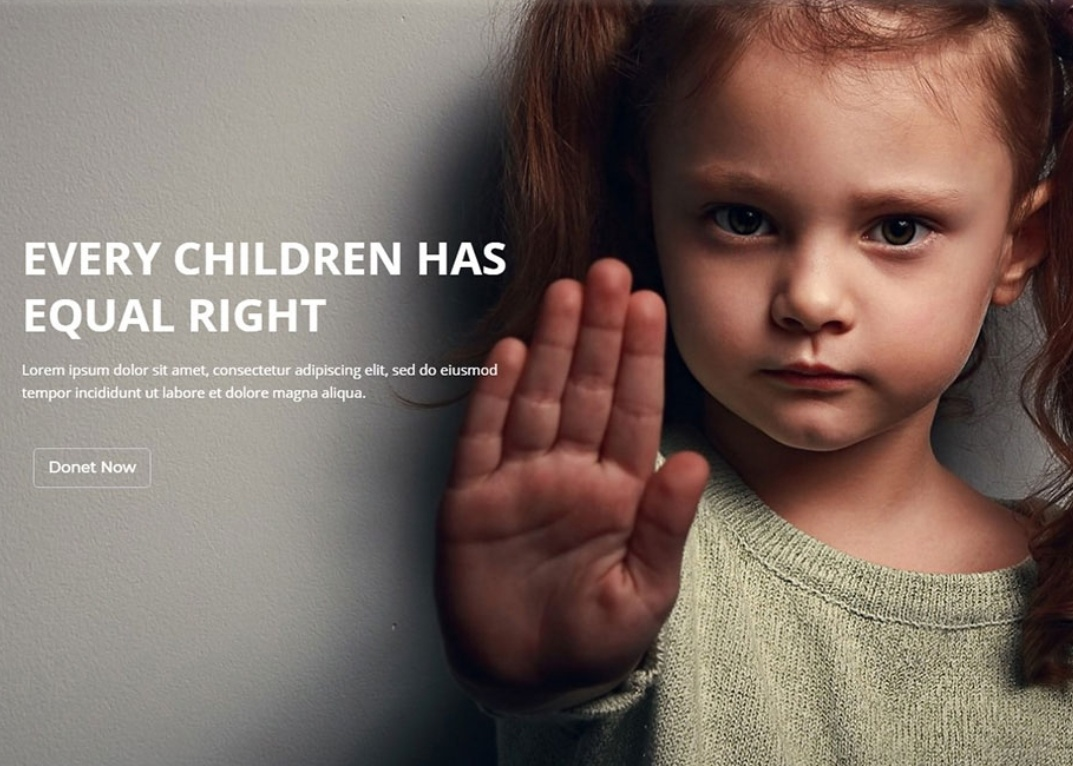 EVERY CHILDREN HAS
EQUAL RIGHT
Lorem ipsum dolor sit amet, consectetur adipiscing elit, sed do eiusmod
tempor incididunt ut labore et dolore magna aliqua.
Donet Now